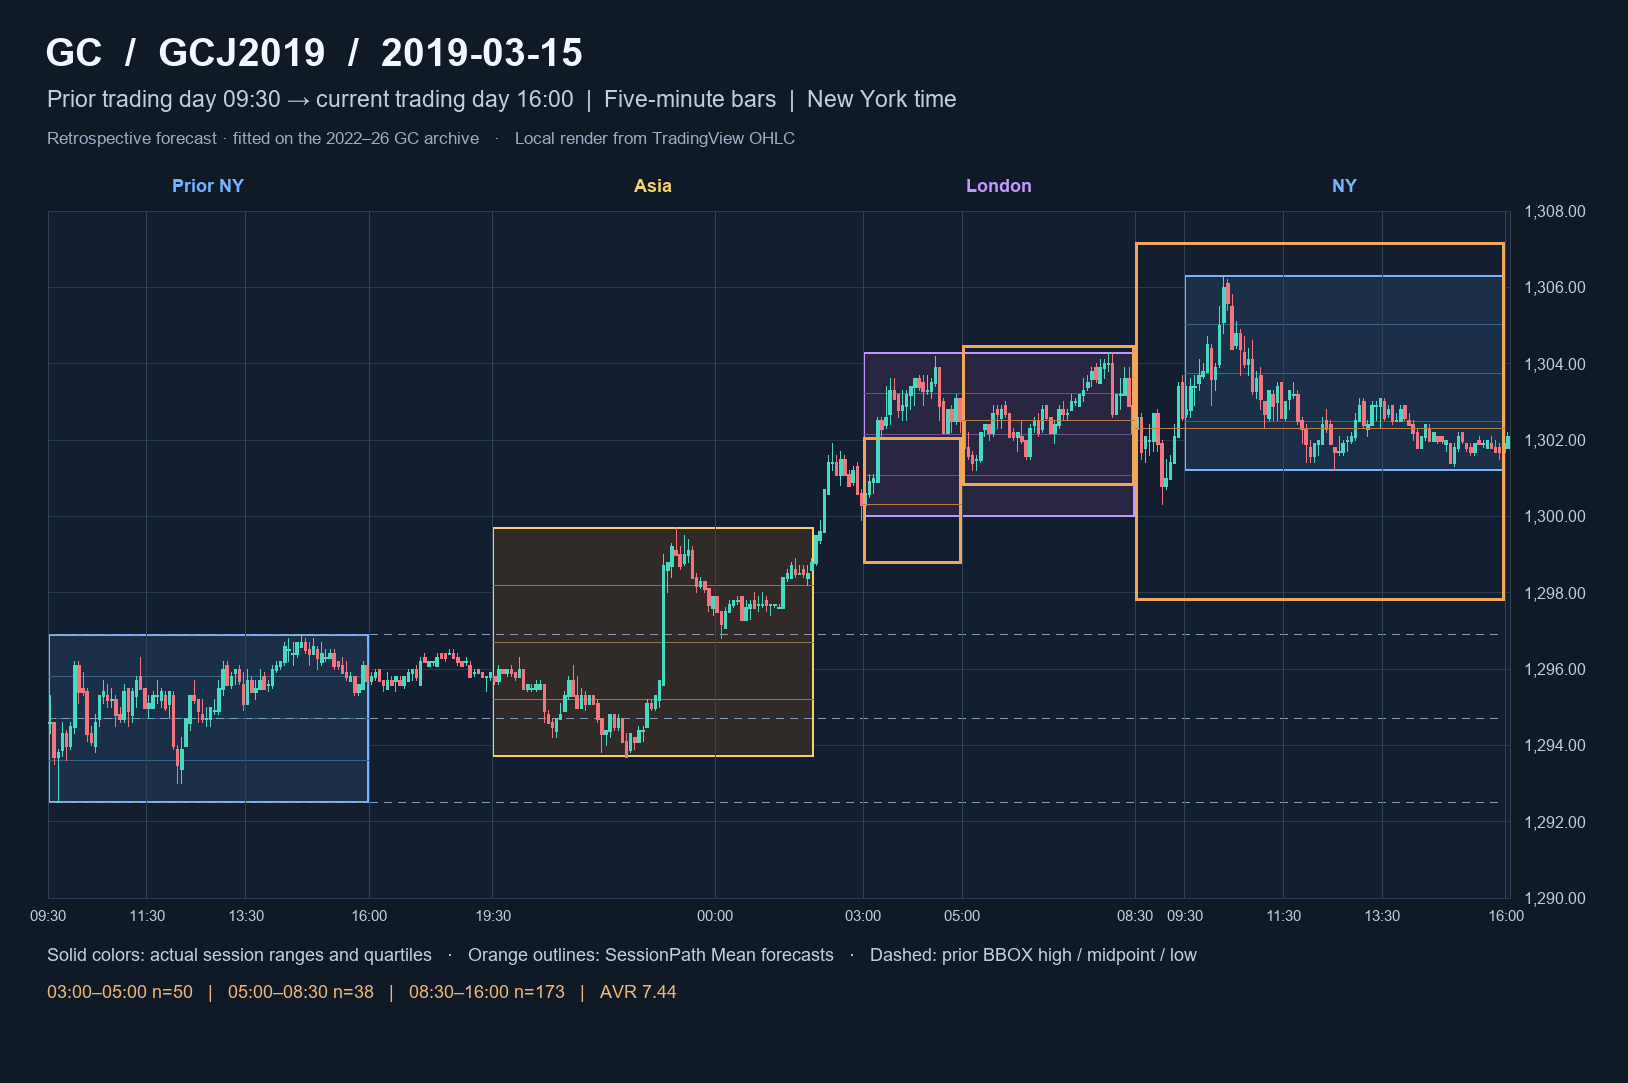 GC / GCJ2019 / 2019-03-15
Prior trading day 09:30 → current trading day 16:00 | Five-minute bars | New York time
Retrospective forecast · fitted on the 2022–26 GC archive · Local render from TradingView OHLC
Prior NY Asia London NY
1,308.00
1,306.00
1,304.00
1,302.00
1,300.00
1,298.00
1,296.00
1,294.00
1,292.00
1,290.00
09:30 11:30 13:30 16:00 19:30 00:00 03:00 05:00 08:30 09:30 11:30 13:30 16:00
Solid colors: actual session ranges and quartiles · Orange outlines: SessionPath Mean forecasts · Dashed: prior BBOX high / midpoint / low
03:00–05:00 n=50 | 05:00–08:30 n=38 | 08:30–16:00 n=173 | AVR 7.44